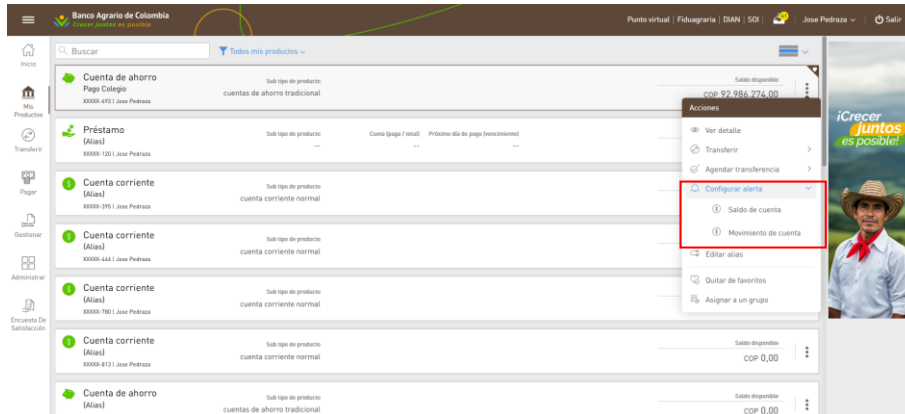 Banco Agrario de Colombia
Crecer juntos es posible
Punto virtual | Fiduagraria | DIAN | SOI |
Jose Pedraza
Salir
Inicio
Mis
Productos
Transferir
Pagar
Gestionar
Administrar
Encuesta De
Satisfacción
Buscar
Todos mis productos
Cuenta de ahorro
Pago Colegio
XXXXX-693 | Jose Pedraza
Sub tipo de producto
cuentas de ahorro tradicional
Saldo disponible
COP 92.986.274,00
Préstamo
(Alias)
XXXXX-120 | Jose Pedraza
Sub tipo de producto
--
Cuota (paga / total)
--
Próximo día de pago (vencimiento)
--
Cuenta corriente
(Alias)
XXXXX-395 | Jose Pedraza
Sub tipo de producto
cuenta corriente normal
Cuenta corriente
(Alias)
XXXXX-446 | Jose Pedraza
Sub tipo de producto
cuenta corriente normal
Cuenta corriente
(Alias)
XXXXX-780 | Jose Pedraza
Sub tipo de producto
cuenta corriente normal
Cuenta corriente
(Alias)
XXXXX-813 | Jose Pedraza
Sub tipo de producto
cuenta corriente normal
Saldo disponible
COP 0,00
Cuenta de ahorro
(Alias)
Sub tipo de producto
cuentas de ahorro tradicional
Saldo disponible
COP 0,00
Acciones
Ver detalle
Transferir
Agendar transferencia
Configurar alerta
Saldo de cuenta
Movimiento de cuenta
Editar alias
Quitar de favoritos
Asignar a un grupo
¡Crecer
juntos
es posible!